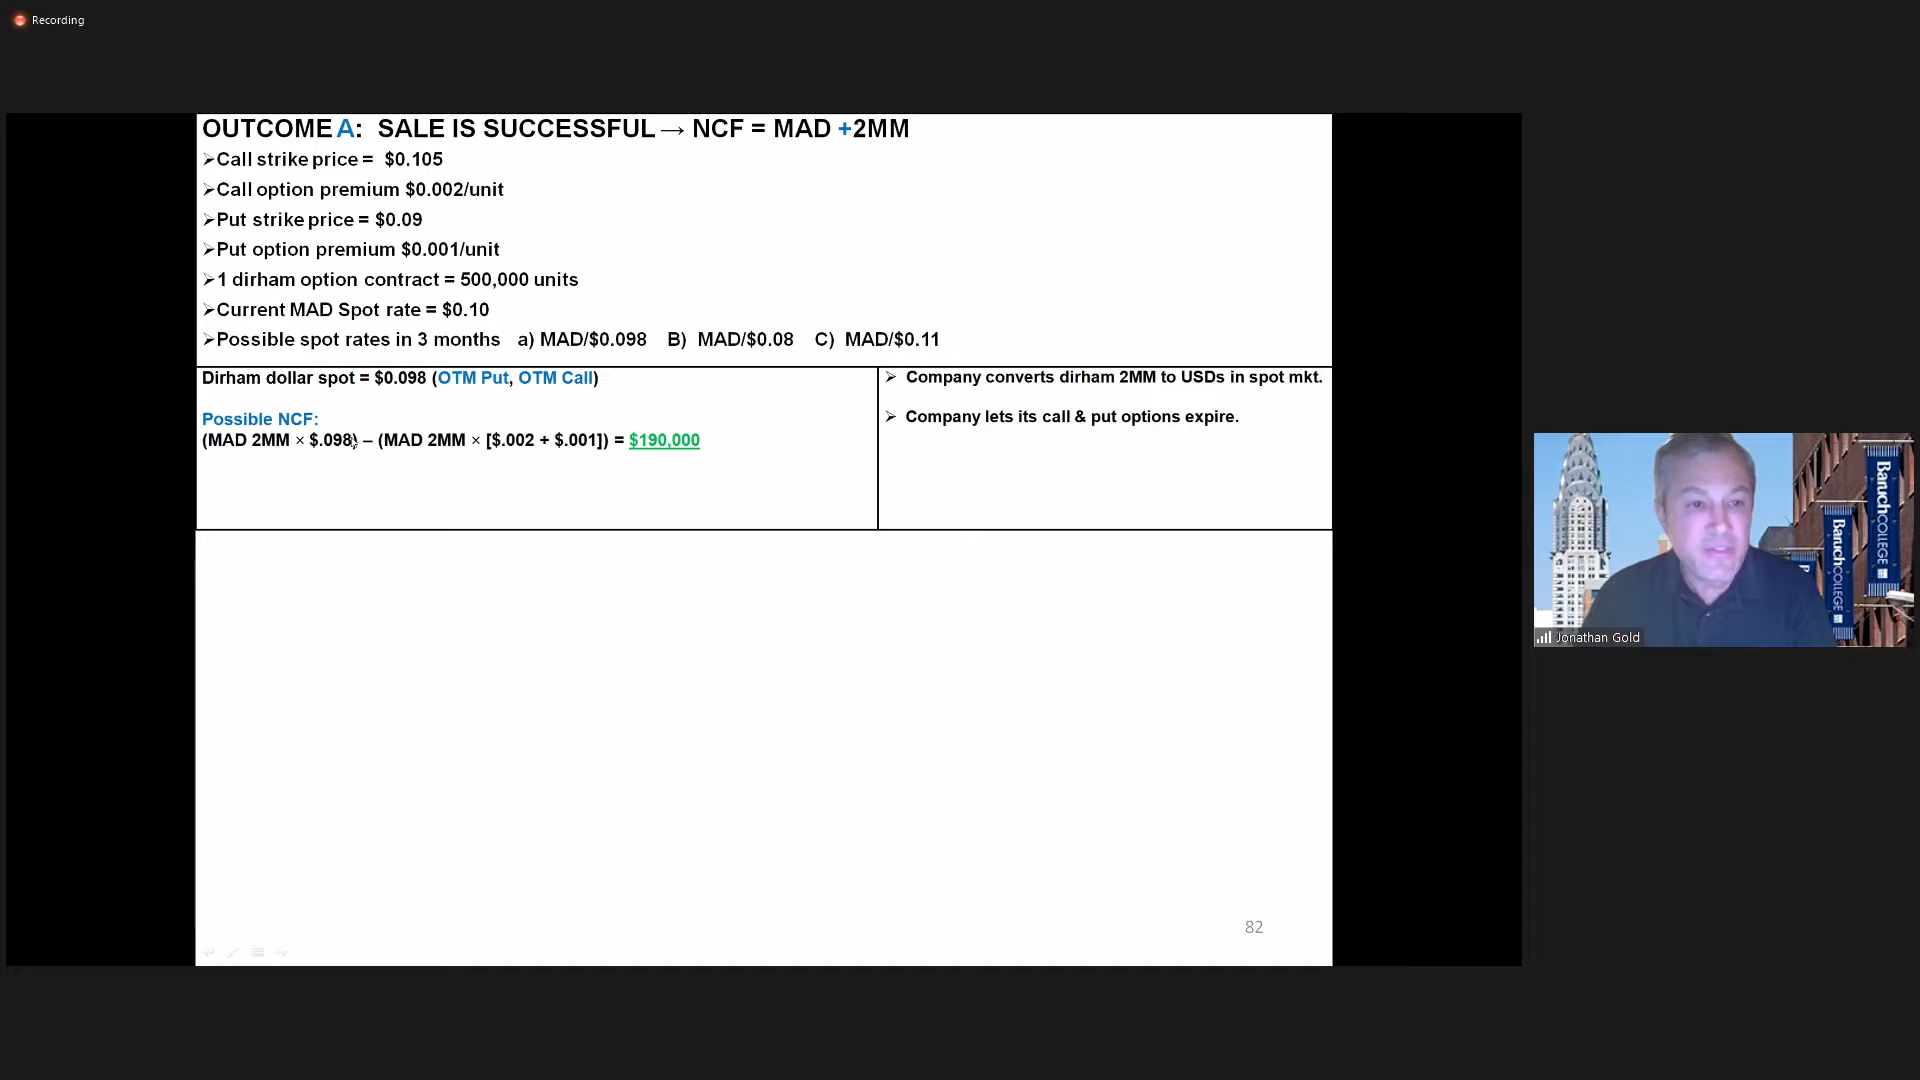 Recording
OUTCOME A: SALE IS SUCCESSFUL → NCF = MAD +2MM
➢Call strike price = $0.105
➢Call option premium $0.002/unit
➢Put strike price = $0.09
➢Put option premium $0.001/unit
➢1 dirham option contract = 500,000 units
➢Current MAD Spot rate = $0.10
➢Possible spot rates in 3 months a) MAD/$0.098 B) MAD/$0.08 C) MAD/$0.11
Dirham dollar spot = $0.098 (OTM Put, OTM Call)
Possible NCF:
(MAD 2MM × $.098) – (MAD 2MM × [$.002 + $.001]) = $190,000
➢ Company converts dirham 2MM to USDs in spot mkt.
➢ Company lets its call & put options expire.
82
Baruch COLLEGE
Baruch COLLEGE
Jonathan Gold